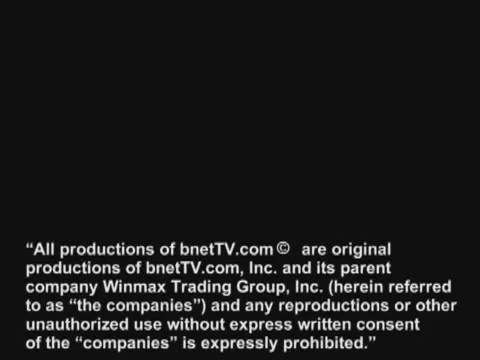 “All productions of bnetTV.com © are original
productions of bnetTV.com, Inc. and its parent
company Winmax Trading Group, Inc. (herein referred
to as “the companies”) and any reproductions or other
unauthorized use without express written consent
of the “companies” is expressly prohibited.”